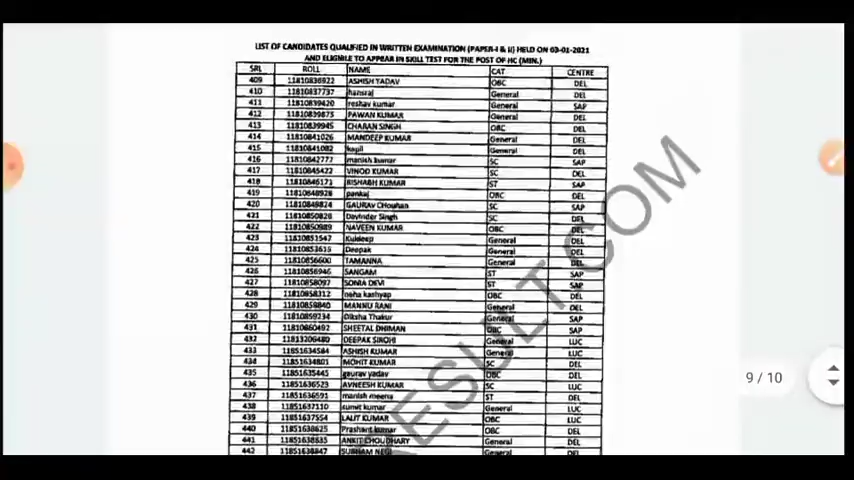 LIST OF CANDIDATES QUALIFIED IN WRITTEN EXAMINATION (PAPER-I & II) HELD ON 03-01-2021
AND ELIGIBLE TO APPEAR IN SKILL TEST FOR THE POST OF HC (MIN.)
SRL ROLL NAME CAT CENTRE
409 11810836922 ASHISH YADAV OBC DEL
410 11810837737 hansraj General DEL
411 11810839420 reshav kumar General SAP
412 11810839875 PAWAN KUMAR General DEL
413 11810839945 CHARAN SINGH OBC DEL
414 11810841026 MANDEEP KUMAR General DEL
415 11810841082 kapil General DEL
416 11810842777 manish kumar SC SAP
417 11810845422 VINOD KUMAR SC DEL
418 11810846171 RISHABH KUMAR ST SAP
419 11810848928 pankaj OBC DEL
420 11810849824 GAURAV CHouhan SC SAP
421 11810850828 Davinder Singh SC DEL
422 11810850989 NAVEEN KUMAR OBC DEL
423 11810851547 Kuldeep General DEL
424 11810853615 Deepak General DEL
425 11810856600 TAMANNA General DEL
426 11810856946 SANGAM ST SAP
427 11810858097 SONIA DEVI ST SAP
428 11810858312 neha kashyap OBC DEL
429 11810858840 MANNU RANI General DEL
430 11810859234 Diksha Thakur General SAP
431 11810860492 SHEETAL DHIMAN OBC SAP
432 11813206480 DEEPAK SIROHI General LUC
433 11851634584 ASHISH KUMAR General LUC
434 11851634801 MOHIT KUMAR SC DEL
435 11851635445 gaurav yadav OBC DEL
436 11851636523 AVNEESH KUMAR SC LUC
437 11851636591 manish meena ST DEL
438 11851637110 sumit kumar General LUC
439 11851637554 LALIT KUMAR OBC LUC
440 11851638625 Prashant kumar OBC DEL
441 11851638835 ANKIT CHOUDHARY General DEL
442 11851638847 SUBHAM NEGI General DEL
ESULT.COM
9 / 10